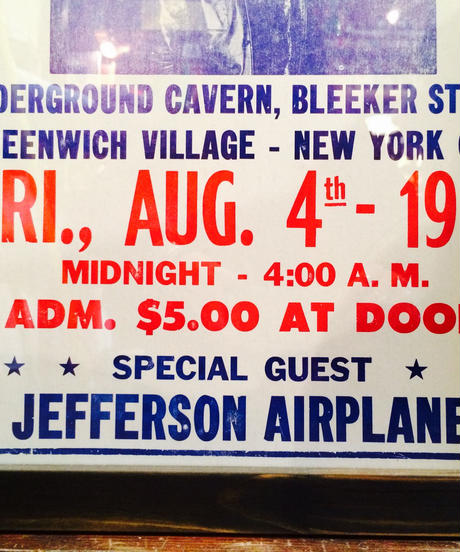 DERGROUND CAVERN, BLEEKER ST
EENWICH VILLAGE - NEW YORK
RI., AUG. 4th - 19
MIDNIGHT - 4:00 A. M.
ADM. $5.00 AT DOO
SPECIAL GUEST
JEFFERSON AIRPLANE